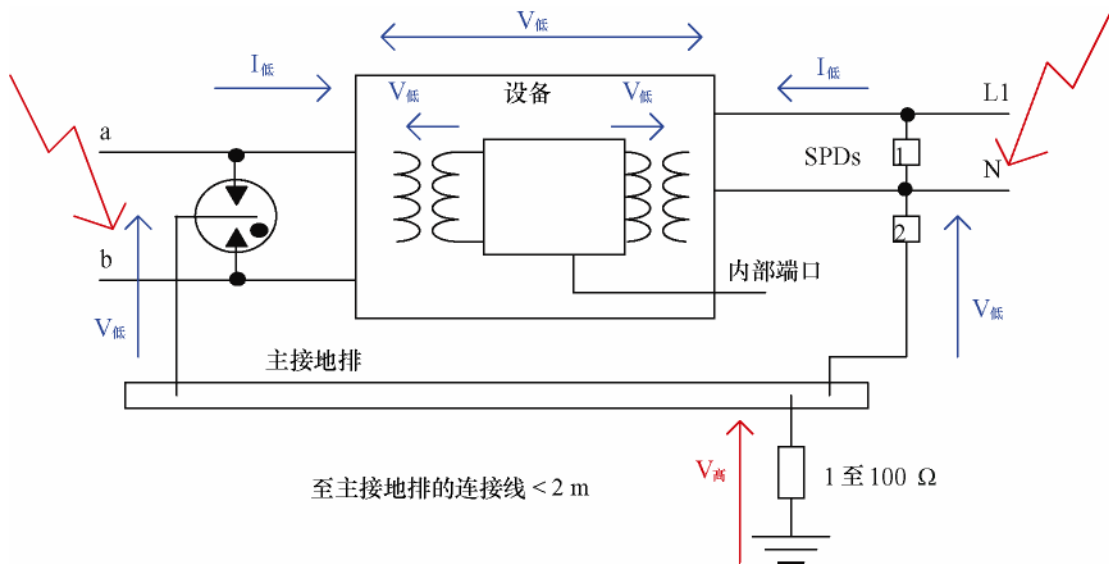 V低
I低
I低
设备
V低
V低
L1
a
SPDs
1
N
2
b
内部端口
V低
V低
主接地排
V高
1 至 100 Ω
至主接地排的连接线 < 2 m